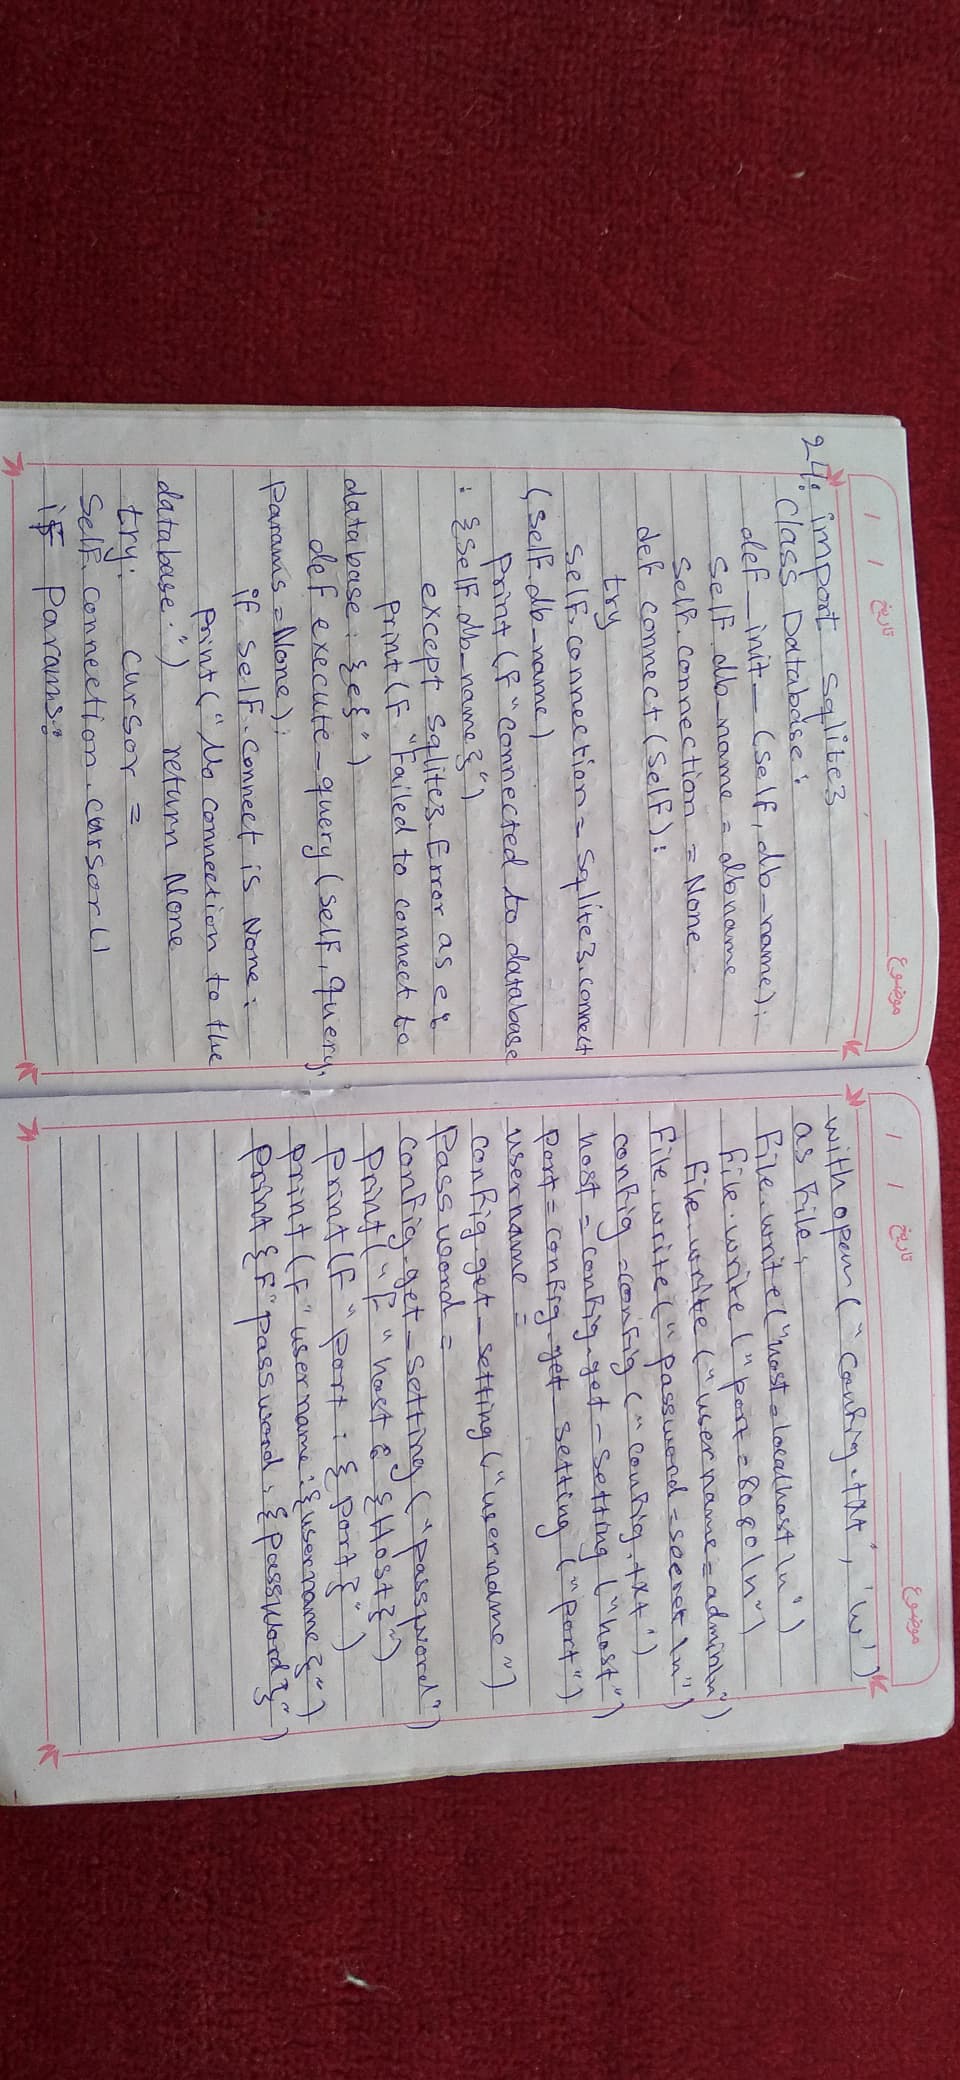 تاریخ / /
موضوع
24: import sqlite3
class Database:
def _init_ (self, db_name):
self.db_name = dbname
self.connection = None
def connect (self):
try
self.connection = sqlite3.connect
(self.db_name)
print (F "connected to database
: {self.db_name}")
except sqlite3.Error as e:
print (F "Failed to connect to
database : {e{")
def execute_query (self, query,
params = None):
if self.connect is None:
print ("No connection to the
database:") return None
try: cursor =
self.connection.cursor()
if params:
تاریخ / /
موضوع
with open ("config.txt", 'w')
as File,
File.write ("host=localhost\n")
File.write ("port=8080\n")
File.write ("username=admin\n")
File.write ("password=secret\n")
config = config ("config.txt")
host = config.get_setting ("host")
port = config.get_setting ("port")
username =
config.get_setting ("username")
password =
config.get_setting ("password")
print ("F" host : {Host}")
print (F "port : {port}")
print (F "username: {username}")
print {F "password, {password}")